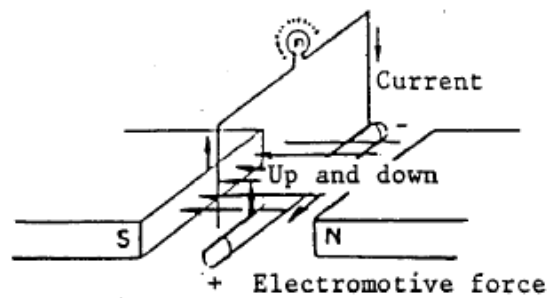 Current
-
Up and down
S
N
+ Electromotive force